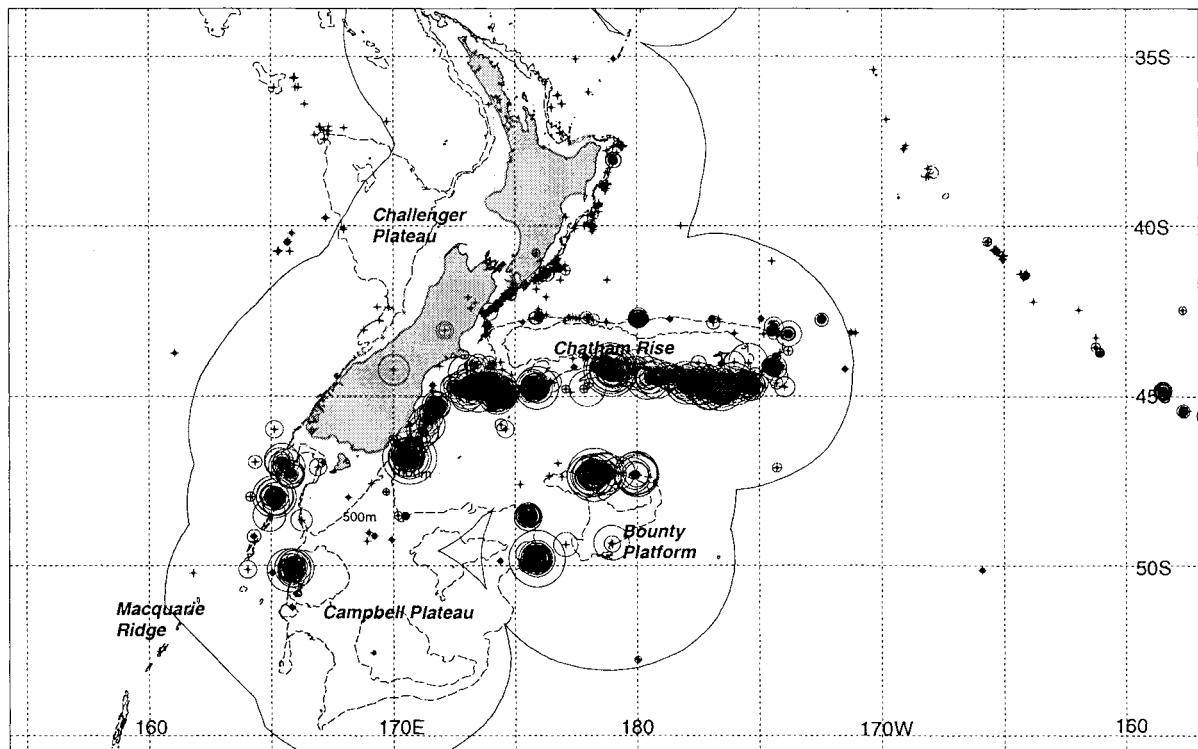 35S
Challenger
Plateau
40S
Chatham Rise
45S
500m
Bounty
Platform
50S
Macquarie
Ridge
Campbell Plateau
160
170E
180
170W
160